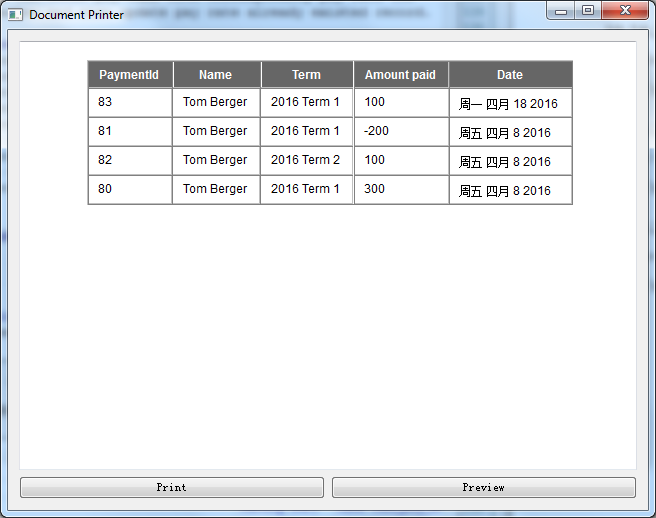 Document Printer
PaymentId Name Term Amount paid Date
83 Tom Berger 2016 Term 1 100 周一 四月 18 2016
81 Tom Berger 2016 Term 1 -200 周五 四月 8 2016
82 Tom Berger 2016 Term 2 100 周五 四月 8 2016
80 Tom Berger 2016 Term 1 300 周五 四月 8 2016
Print Preview